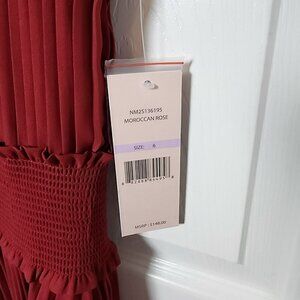 NM25136195
MOROCCAN ROSE
SIZE: 6
MSRP: $148.00